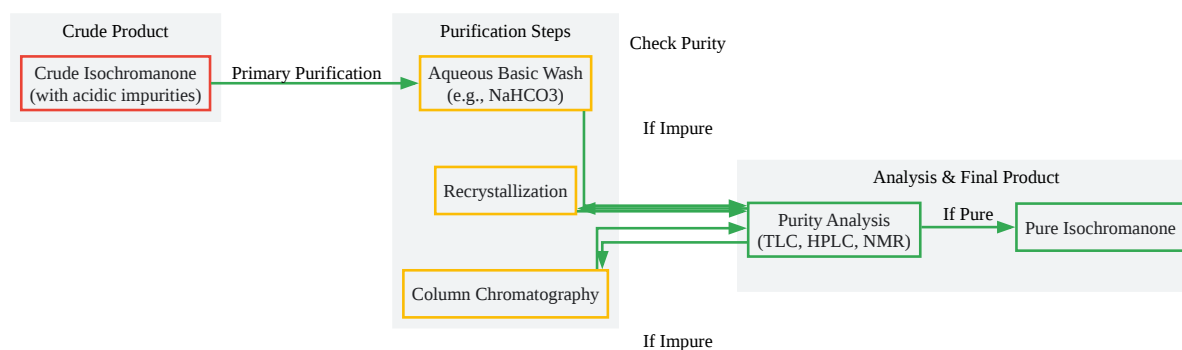 Crude Product
Crude Isochromanone
(with acidic impurities)
Primary Purification
Purification Steps
Aqueous Basic Wash
(e.g., NaHCO3)
Recrystallization
Column Chromatography
Check Purity
If Impure
If Impure
Analysis & Final Product
Purity Analysis
(TLC, HPLC, NMR)
If Pure
Pure Isochromanone